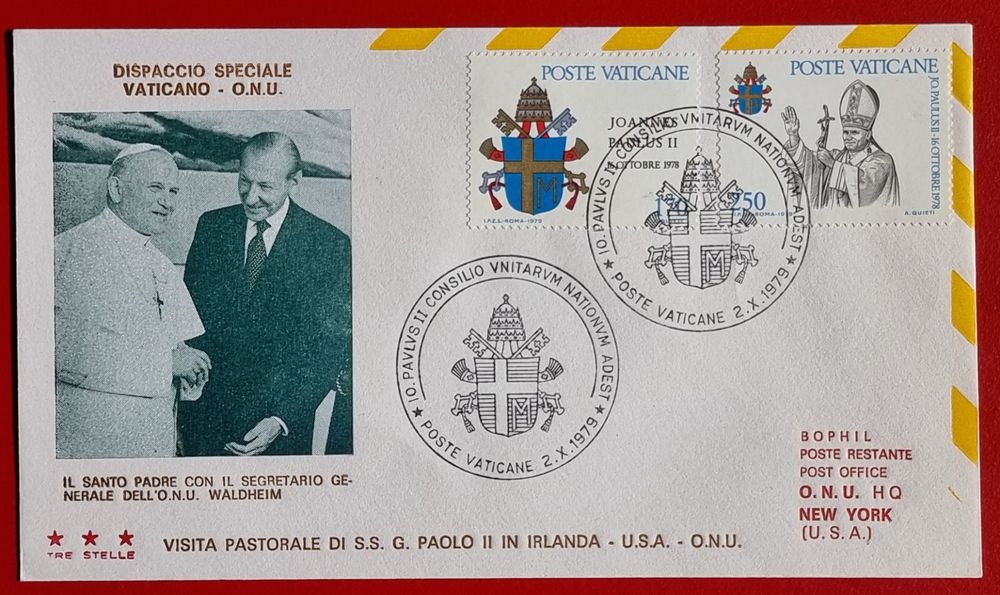 DISPACCIO SPECIALE
VATICANO - O.N.U.
POSTE VATICANE
JOANNES
PAULUS II
16 OTTOBRE 1978
170
I.P.Z.S.-ROMA-1979
POSTE VATICANE
JO. PAULUS II - 16 OTTOBRE 1978
250
ROMA-1979
A. QUIETI
IO. PAVLVS II CONSILIO VNITARVM NATIONVM ADEST
★ POSTE VATICANE 2.X.1979 ★
IO. PAVLVS II CONSILIO VNITARVM NATIONVM ADEST
★ POSTE VATICANE 2.X.1979 ★
IL SANTO PADRE CON IL SEGRETARIO GE-
NERALE DELL'O.N.U. WALDHEIM
★ ★ ★
TRE STELLE
VISITA PASTORALE DI S.S. G. PAOLO II IN IRLANDA - U.S.A. - O.N.U.
BOPHIL
POSTE RESTANTE
POST OFFICE
O.N.U. HQ
NEW YORK
(U.S.A.)